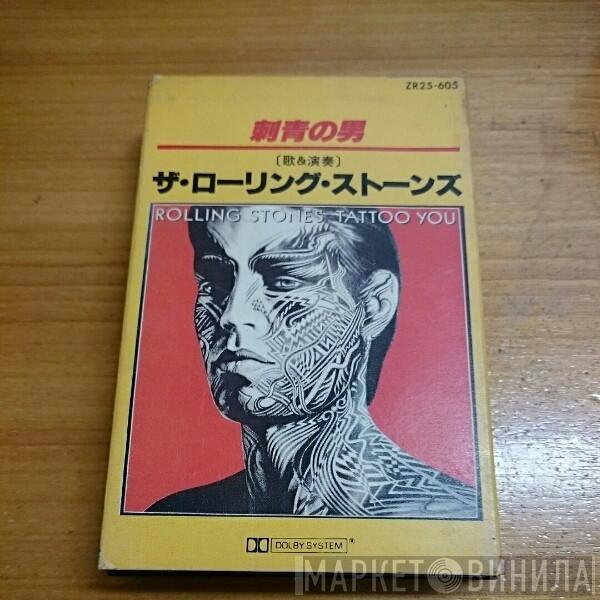 ZR25-605
刺青の男
〔歌&演奏〕
ザ・ローリング・ストーンズ
ROLLING STONES TATTOO YOU
DOLBY SYSTEM ®
МАРКЕТ ВИНИЛА